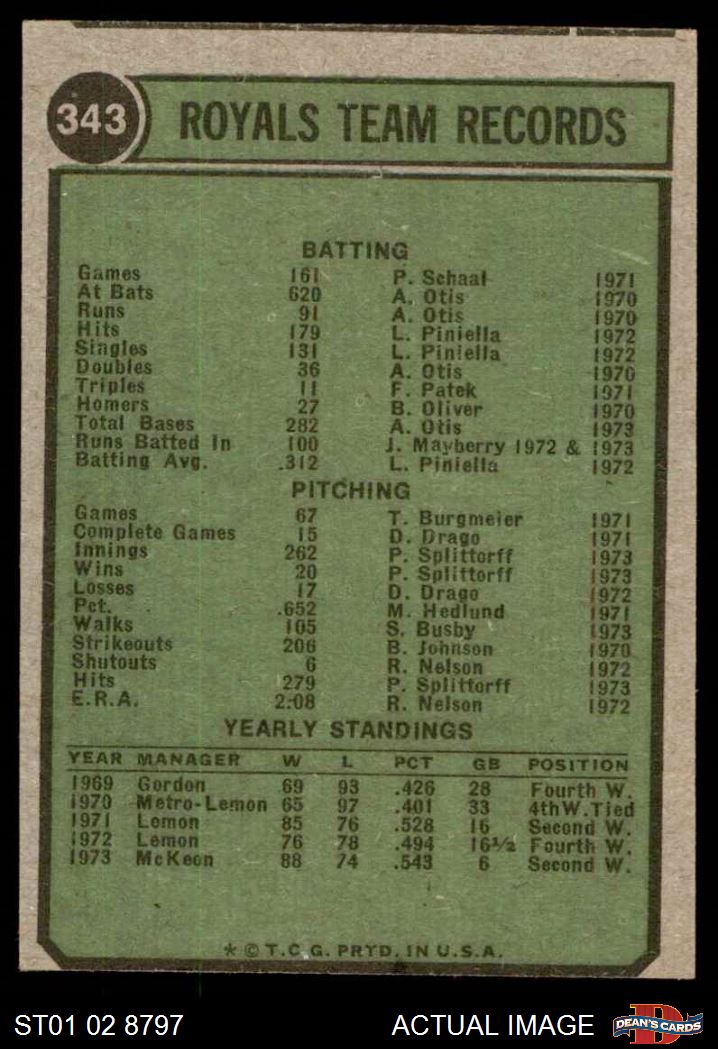 343 ROYALS TEAM RECORDS
BATTING
Games 161 P. Schaal 1971
At Bats 620 A. Otis 1970
Runs 91 A. Otis 1970
Hits 179 L. Piniella 1972
Singles 131 L. Piniella 1972
Doubles 36 A. Otis 1970
Triples 11 F. Patek 1971
Homers 27 B. Oliver 1970
Total Bases 282 A. Otis 1973
Runs Batted In 100 J. Mayberry 1972 & 1973
Batting Avg. .312 L. Piniella 1972
PITCHING
Games 67 T. Burgmeier 1971
Complete Games 15 D. Drago 1971
Innings 262 P. Splittorff 1973
Wins 20 P. Splittorff 1973
Losses 17 D. Drago 1972
Pct. .652 M. Hedlund 1971
Walks 105 S. Busby 1973
Strikeouts 206 B. Johnson 1970
Shutouts 6 R. Nelson 1972
Hits 279 P. Splittorff 1973
E.R.A. 2.08 R. Nelson 1972
YEARLY STANDINGS
YEAR MANAGER W L PCT GB POSITION
1969 Gordon 69 93 .426 28 Fourth W.
1970 Metro-Lemon 65 97 .401 33 4thW.Tied
1971 Lemon 85 76 .528 16 Second W.
1972 Lemon 76 78 .494 16½ Fourth W.
1973 McKeon 88 74 .543 6 Second W.
* © T.C.G. PRTD. IN U.S.A.
ST01 02 8797 ACTUAL IMAGE DEAN'S CARDS